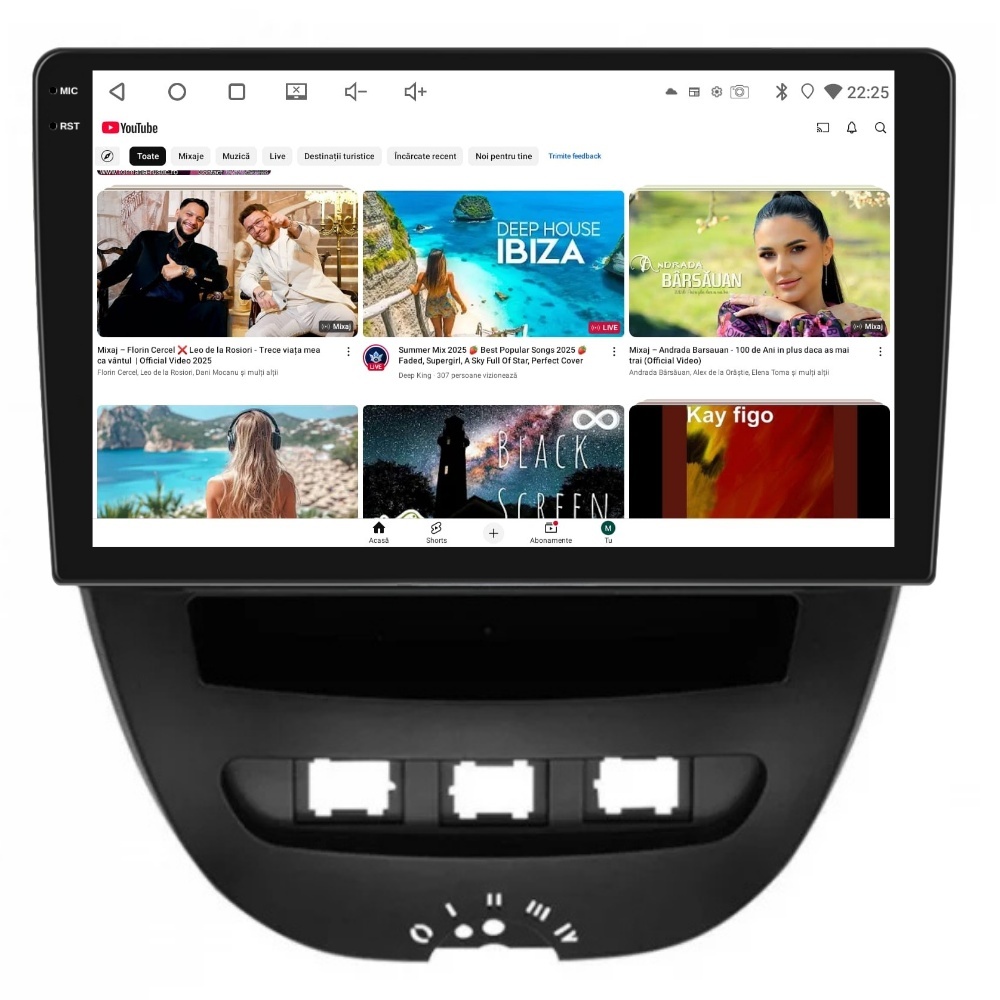 MIC
22:25
RST
YouTube
Toate
Mixaje
Muzică
Live
Destinații turistice
Încărcate recent
Noi pentru tine
Trimite feedback
DEEP HOUSE
IBIZA
ANDRADA
BÂRSĂUAN
Mixaj
LIVE
Mixaj
Mixaj – Florin Cercel ❌ Leo de la Rosiori - Trece viața mea
ca vântul | Official Video 2025
Florin Cercel, Leo de la Rosiori, Dani Mocanu și mulți alții
LIVE
Summer Mix 2025 🍓 Best Popular Songs 2025 🍓
Faded, Supergirl, A Sky Full Of Star, Perfect Cover
Deep King · 307 persoane vizionează
Mixaj – Andrada Barsauan - 100 de Ani in plus daca as mai
trai (Official Video)
Andrada Bârsăuan, Alex de la Orăștie, Elena Toma și mulți alții
BLACK
SCREEN
Kay figo
Acasă
Shorts
Abonamente
M
Tu
O I II III IV